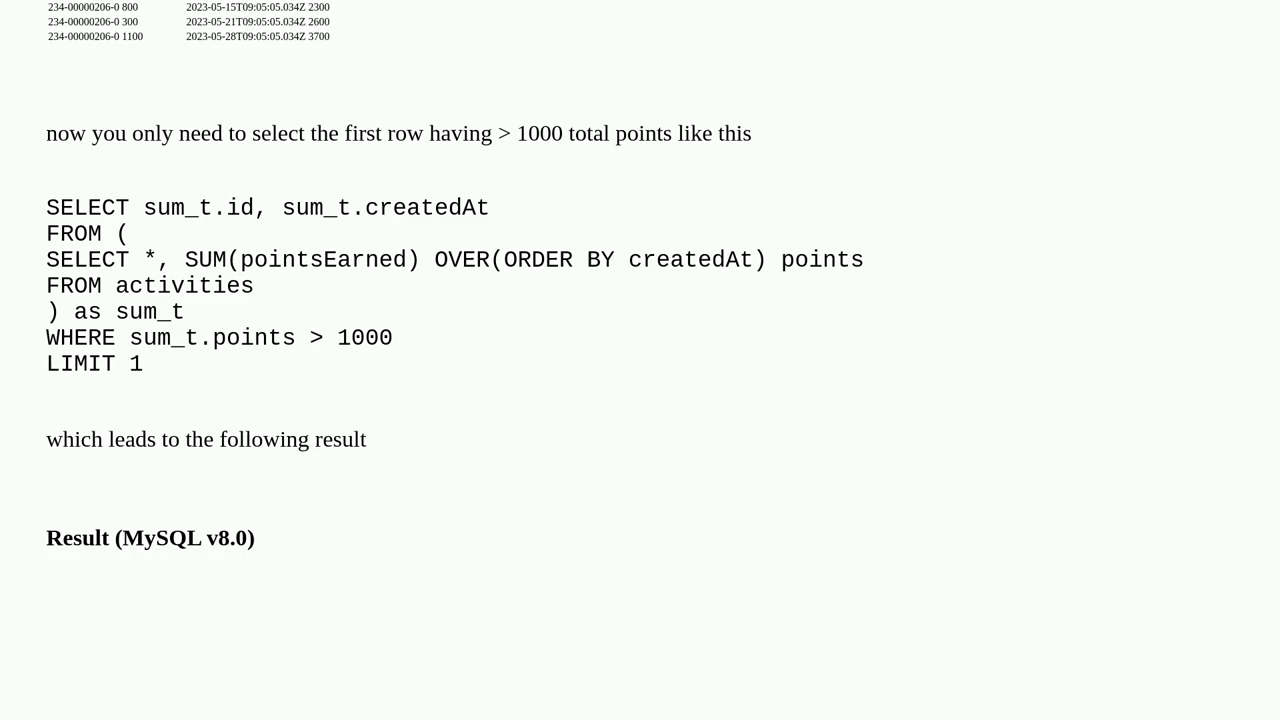 234-00000206-0 800 2023-05-15T09:05:05.034Z 2300
234-00000206-0 300 2023-05-21T09:05:05.034Z 2600
234-00000206-0 1100 2023-05-28T09:05:05.034Z 3700
now you only need to select the first row having > 1000 total points like this
SELECT sum_t.id, sum_t.createdAt
FROM (
SELECT *, SUM(pointsEarned) OVER(ORDER BY createdAt) points
FROM activities
) as sum_t
WHERE sum_t.points > 1000
LIMIT 1
which leads to the following result
Result (MySQL v8.0)